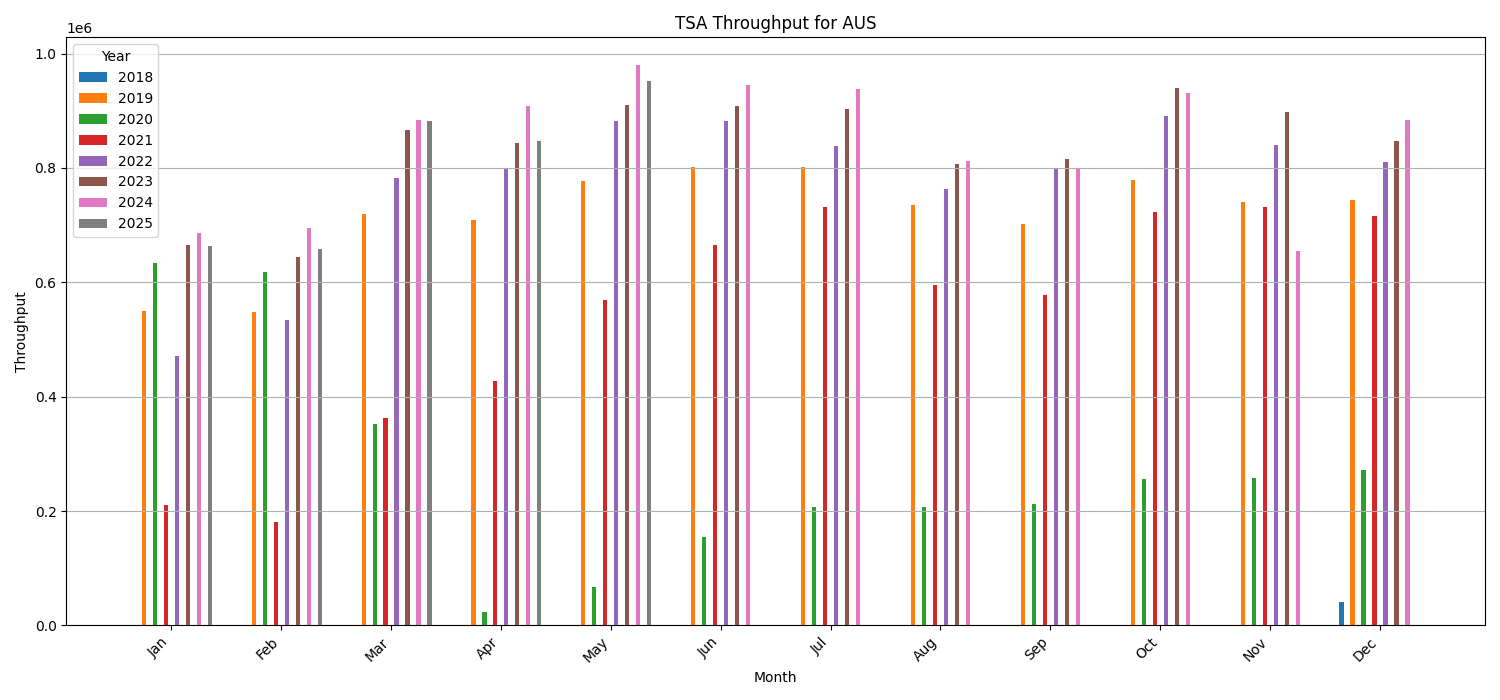 TSA Throughput for AUS
1e6
Year
2018
2019
2020
2021
2022
2023
2024
2025
1.0
0.8
0.6
0.4
0.2
0.0
Throughput
Jan Feb Mar Apr May Jun Jul Aug Sep Oct Nov Dec
Month